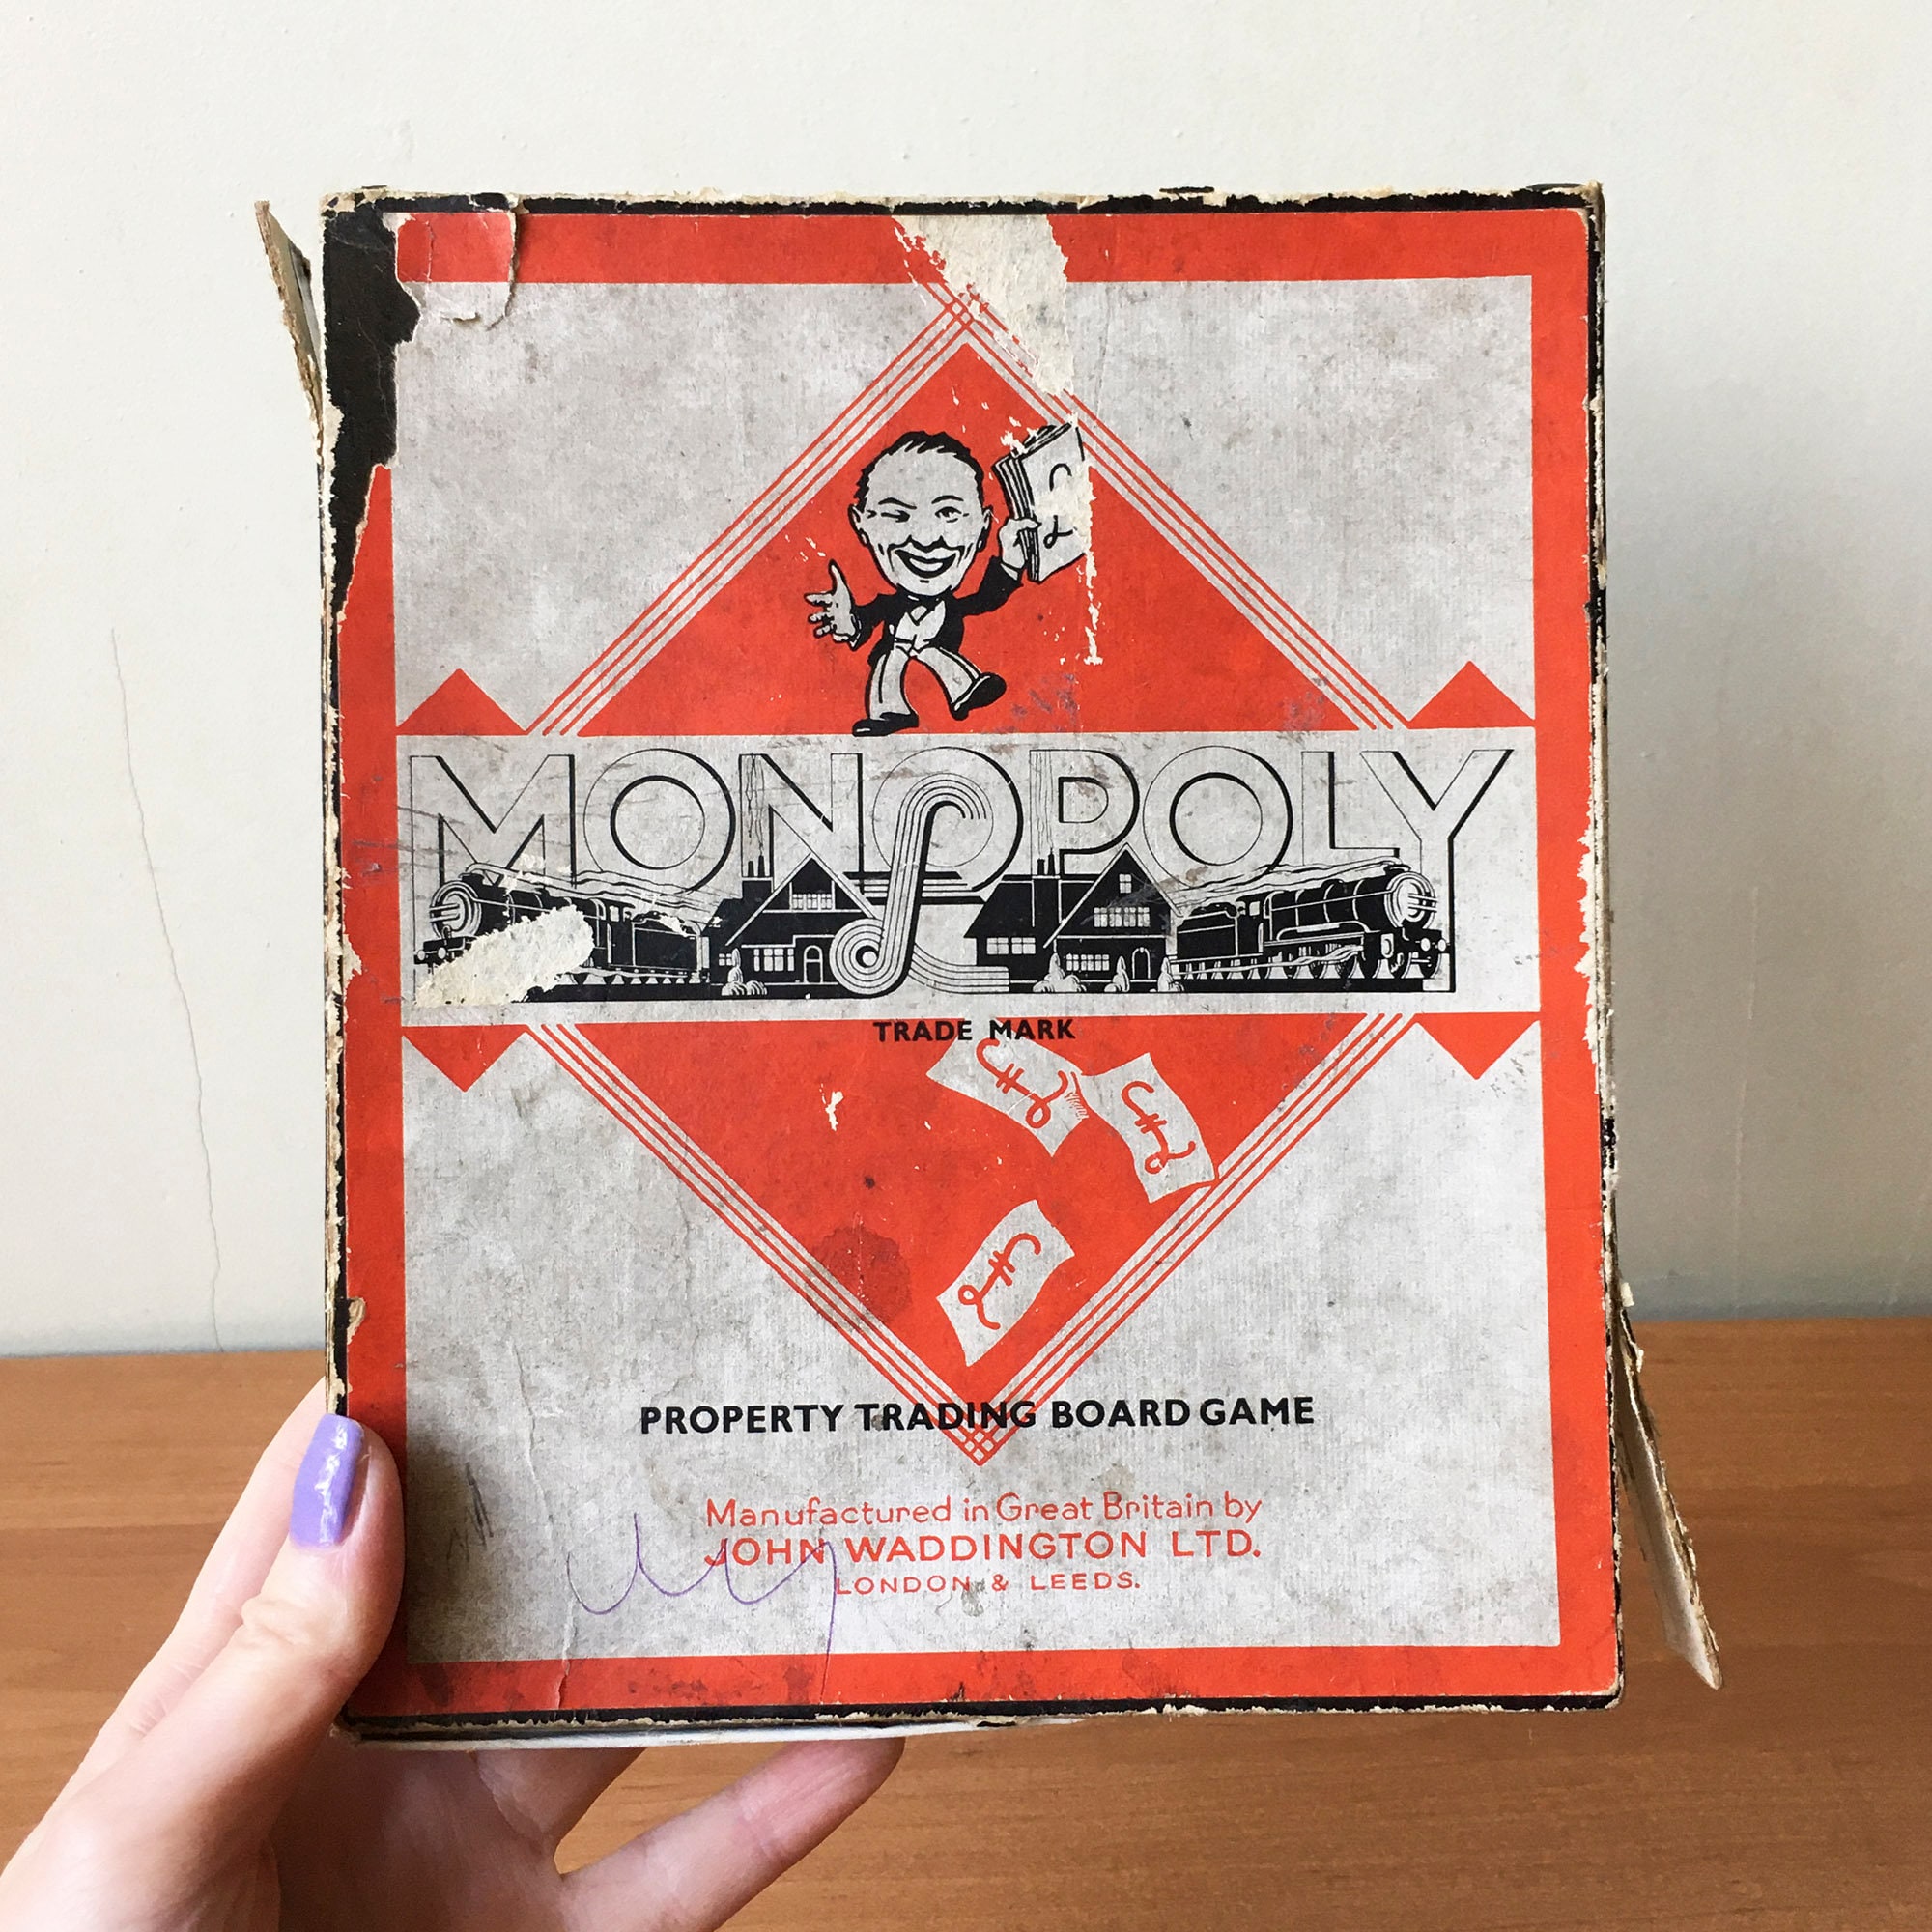 MONOPOLY
TRADE MARK
PROPERTY TRADING BOARD GAME
Manufactured in Great Britain by
JOHN WADDINGTON LTD.
LONDON & LEEDS.